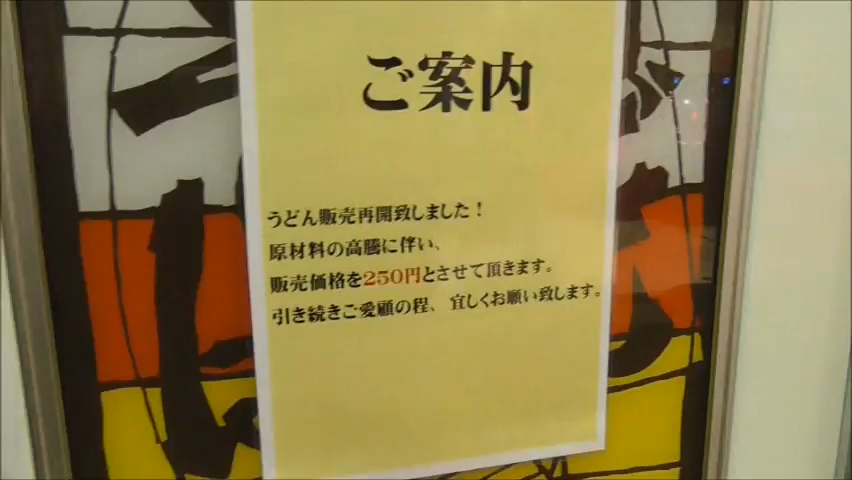 ご案内
うどん販売再開致しました！
原材料の高騰に伴い、
販売価格を250円とさせて頂きます。
引き続きご愛顧の程、宜しくお願い致します。